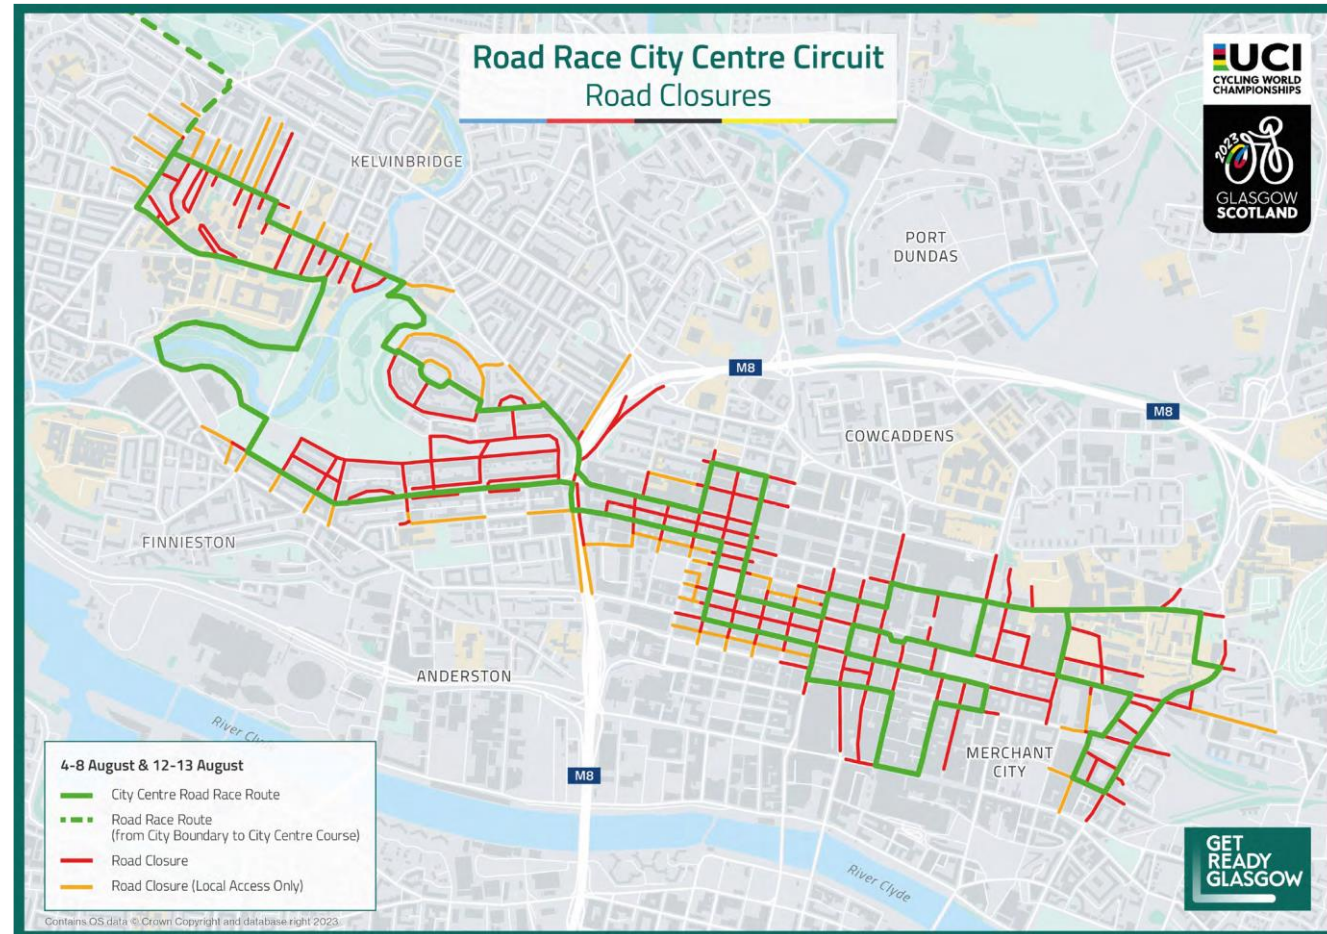 Road Race City Centre Circuit
Road Closures
UCI
CYCLING WORLD
CHAMPIONSHIPS
2023
GLASGOW
SCOTLAND
KELVINBRIDGE
PORT
DUNDAS
M8
M8
COWCADDENS
FINNIESTON
ANDERSTON
River Clyde
MERCHANT
CITY
M8
River Clyde
4-8 August & 12-13 August
City Centre Road Race Route
Road Race Route
(from City Boundary to City Centre Course)
Road Closure
Road Closure (Local Access Only)
GET
READY
GLASGOW
Contains OS data © Crown Copyright and database right 2023